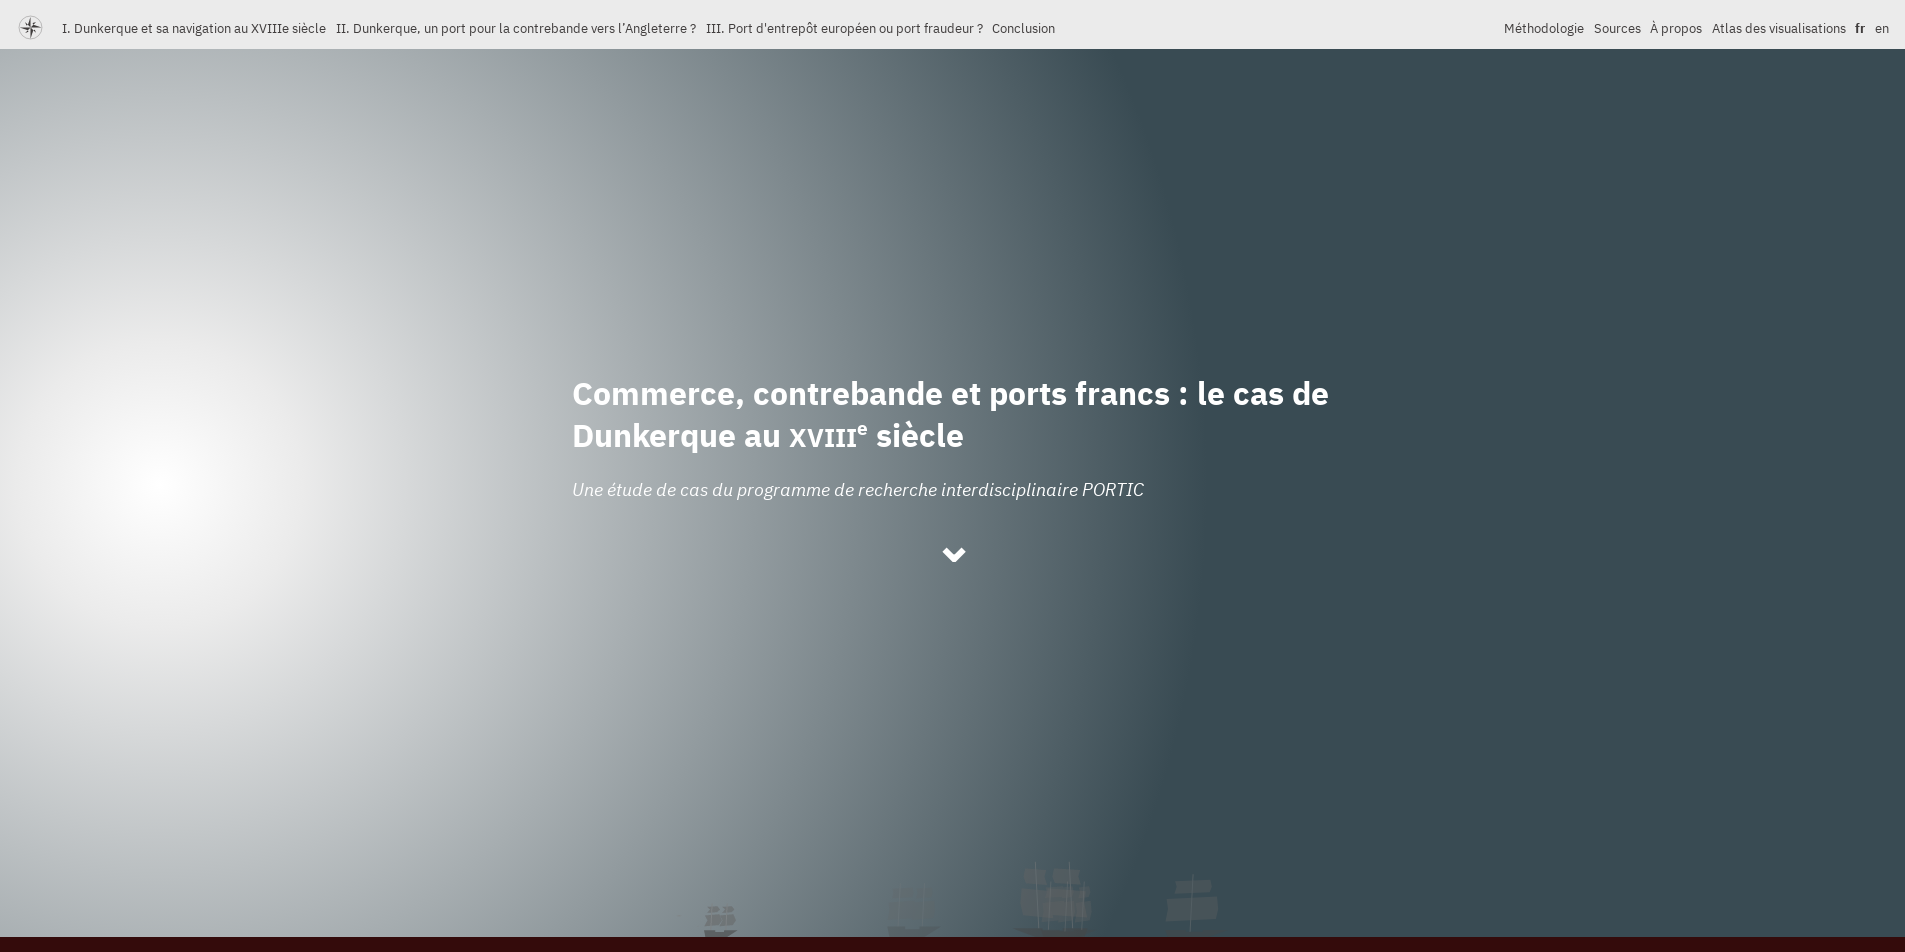 I. Dunkerque et sa navigation au XVIIIe siècle II. Dunkerque, un port pour la contrebande vers l’Angleterre ? III. Port d'entrepôt européen ou port fraudeur ? Conclusion Méthodologie Sources À propos Atlas des visualisations fr en
Commerce, contrebande et ports francs : le cas de
Dunkerque au XVIIIe siècle
Une étude de cas du programme de recherche interdisciplinaire PORTIC